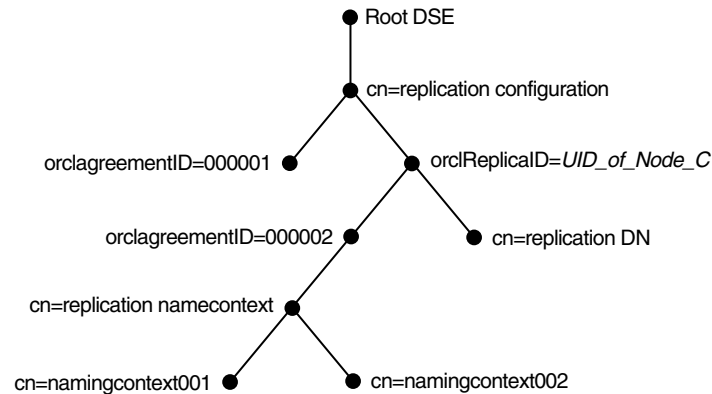 Root DSE
cn=replication configuration
orclagreementID=000001
orclReplicaID=UID_of_Node_C
orclagreementID=000002
cn=replication DN
cn=replication namecontext
cn=namingcontext001
cn=namingcontext002